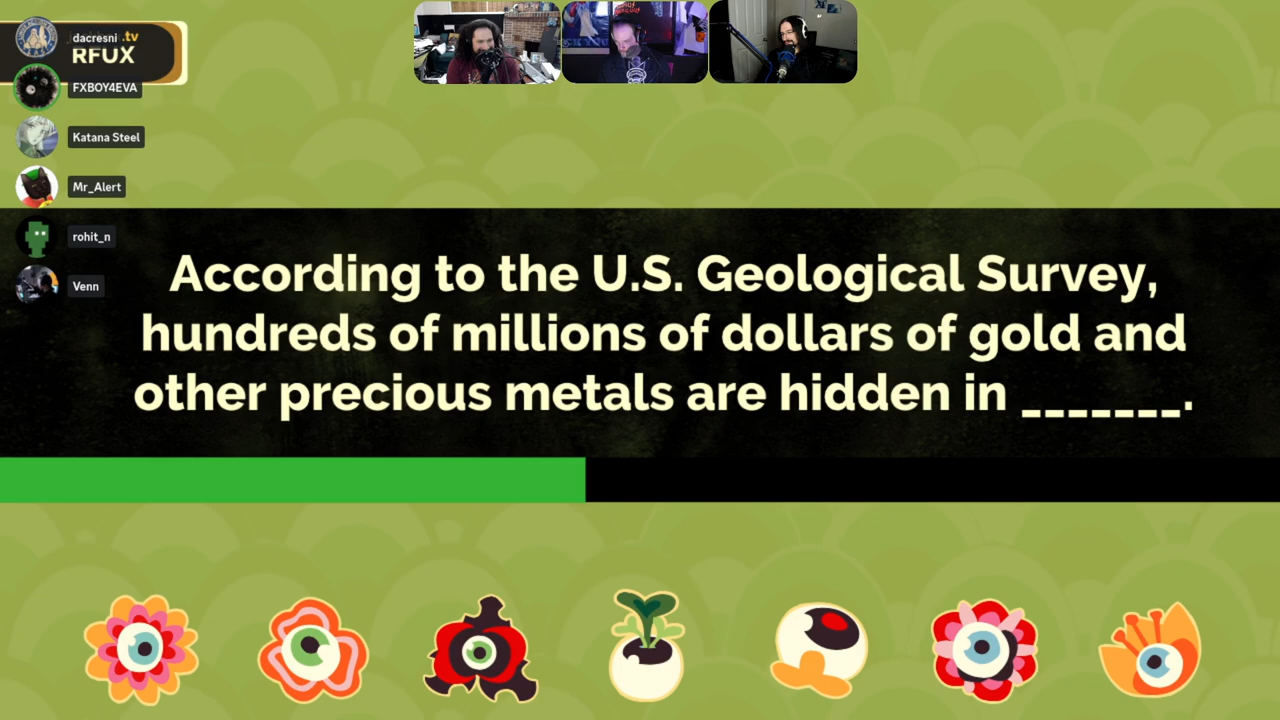 dacresni.tv
RFUX
FXBOY4EVA
Katana Steel
Mr_Alert
rohit_n
Venn
According to the U.S. Geological Survey,
hundreds of millions of dollars of gold and
other precious metals are hidden in _______.